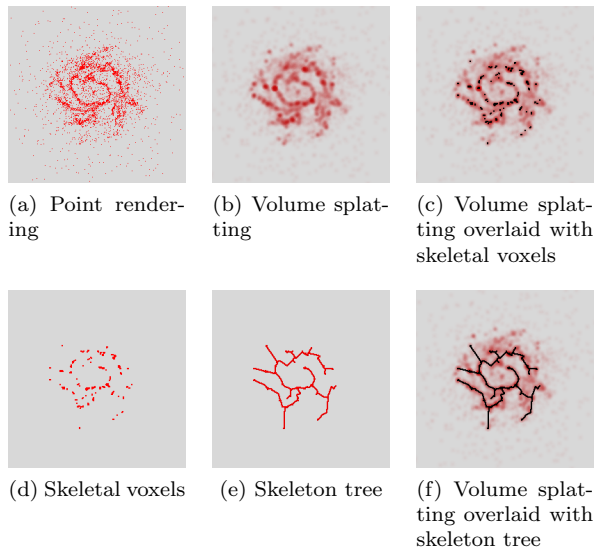 (a) Point render-
ing
(b) Volume splat-
ting
(c) Volume splat-
ting overlaid with
skeletal voxels
(d) Skeletal voxels
(e) Skeleton tree
(f) Volume splat-
ting overlaid with
skeleton tree